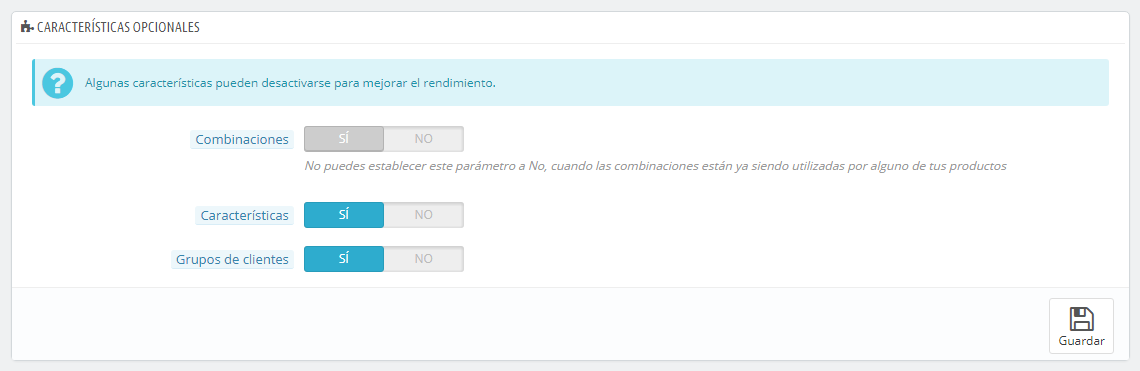 CARACTERÍSTICAS OPCIONALES
Algunas características pueden desactivarse para mejorar el rendimiento.
Combinaciones SÍ NO
No puedes establecer este parámetro a No, cuando las combinaciones están ya siendo utilizadas por alguno de tus productos
Características SÍ NO
Grupos de clientes SÍ NO
Guardar